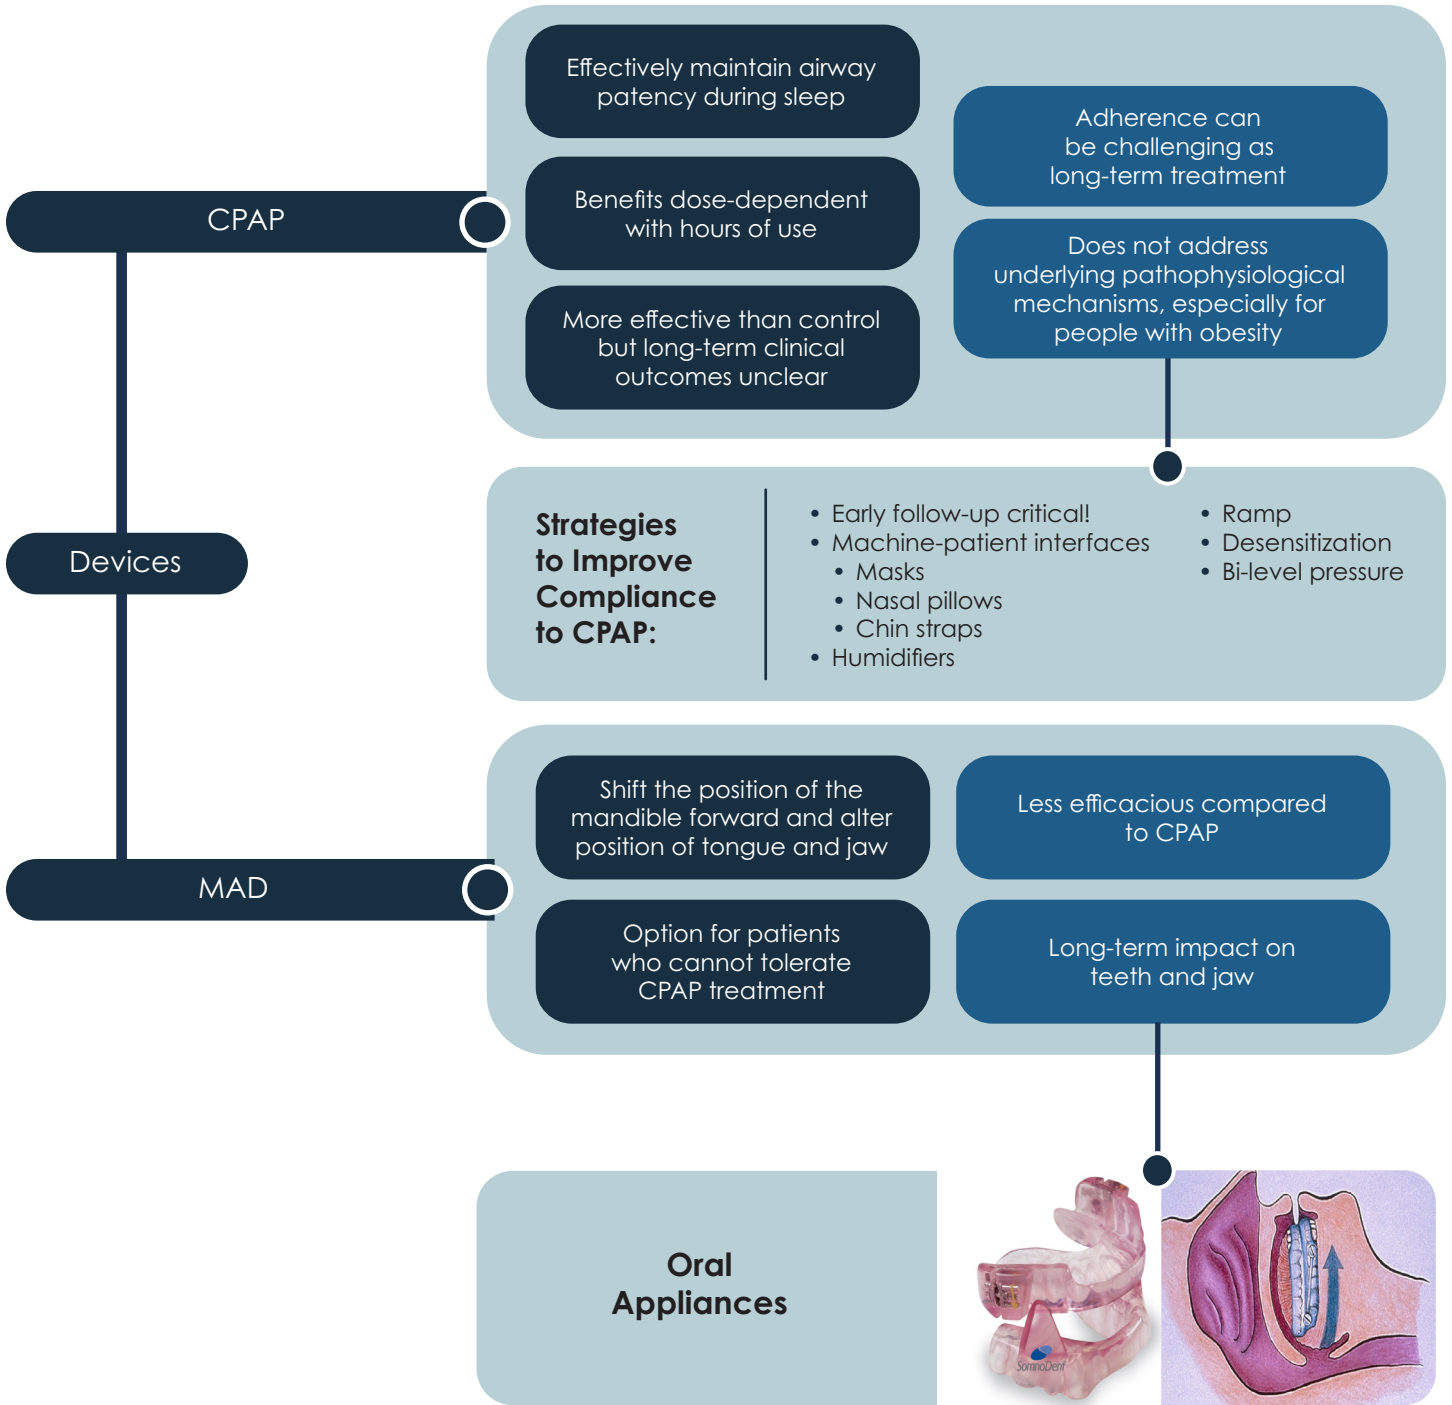 Effectively maintain airway
patency during sleep
Adherence can
be challenging as
long-term treatment
CPAP
Benefits dose-dependent
with hours of use
Does not address
underlying pathophysiological
mechanisms, especially for
people with obesity
More effective than control
but long-term clinical
outcomes unclear
Devices
Strategies
to Improve
Compliance
to CPAP:
• Early follow-up critical!
• Machine-patient interfaces
• Masks
• Nasal pillows
• Chin straps
• Humidifiers
• Ramp
• Desensitization
• Bi-level pressure
MAD
Shift the position of the
mandible forward and alter
position of tongue and jaw
Less efficacious compared
to CPAP
Option for patients
who cannot tolerate
CPAP treatment
Long-term impact on
teeth and jaw
Oral
Appliances
SomnoDent